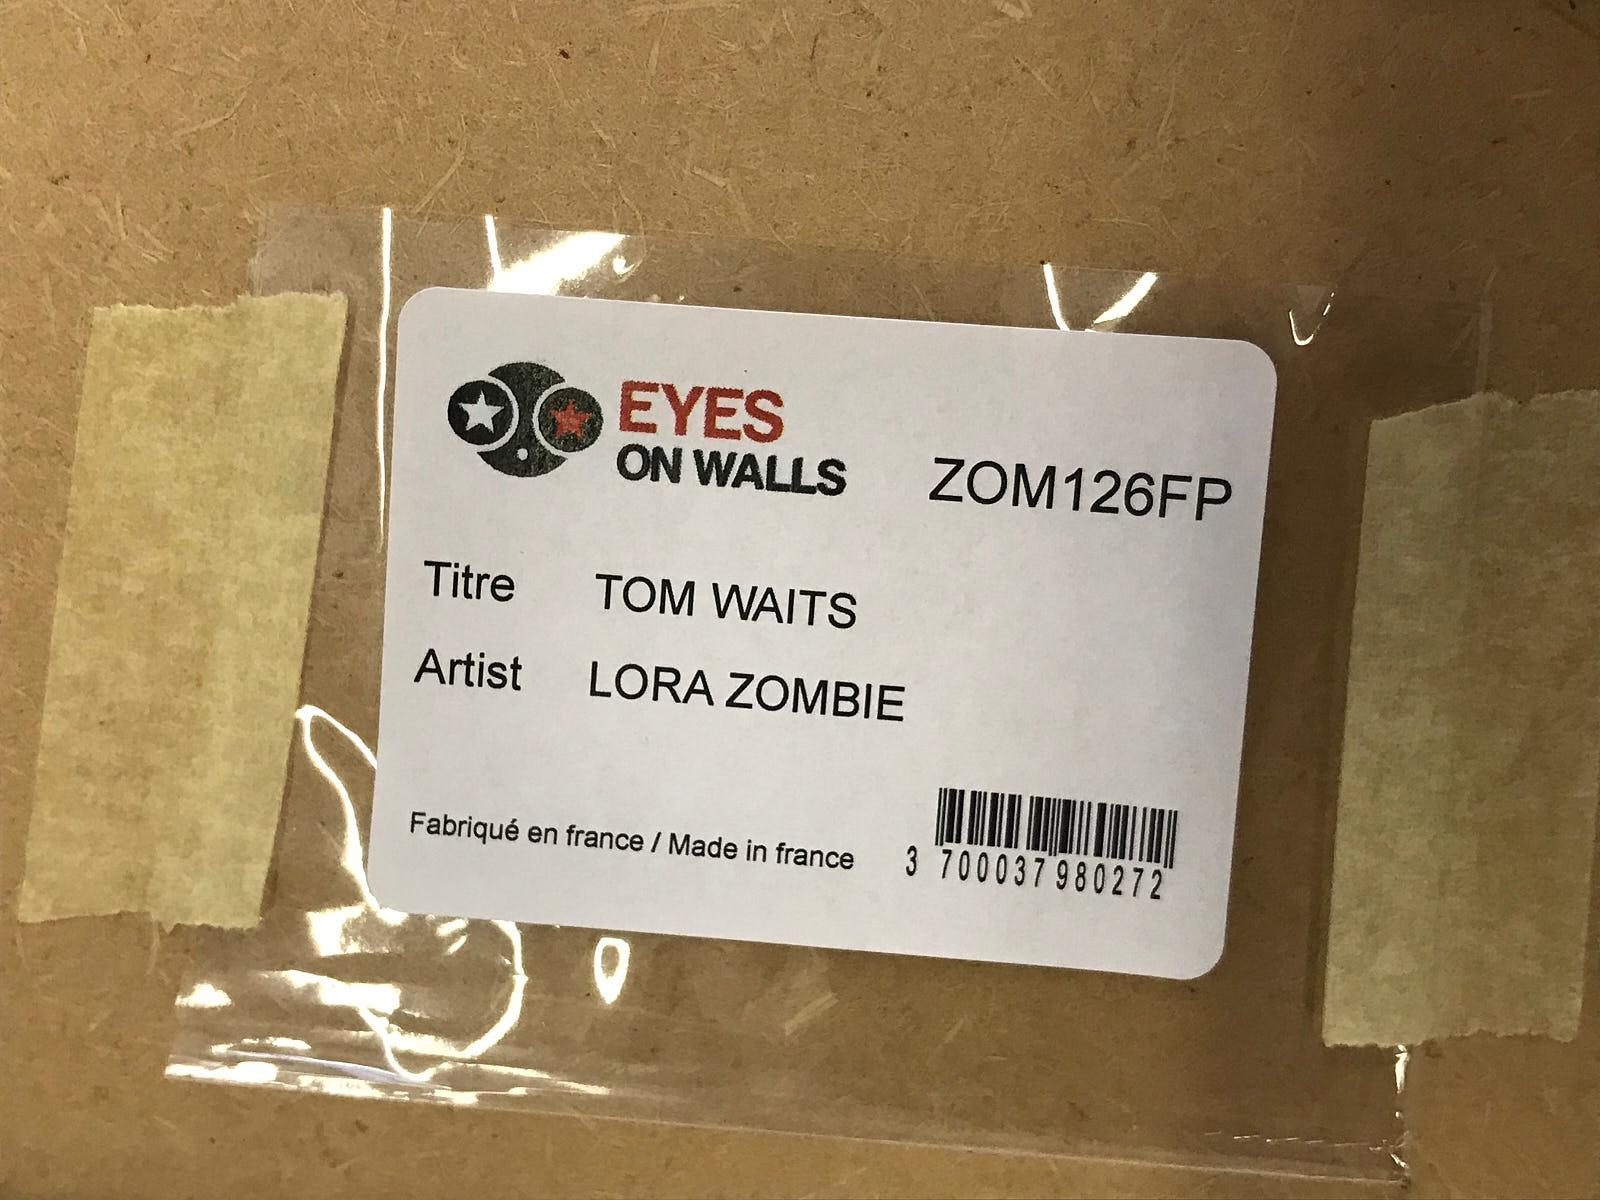 EYES
ON WALLS
ZOM126FP
Titre TOM WAITS
Artist LORA ZOMBIE
Fabriqué en france / Made in france
3 700037 980272